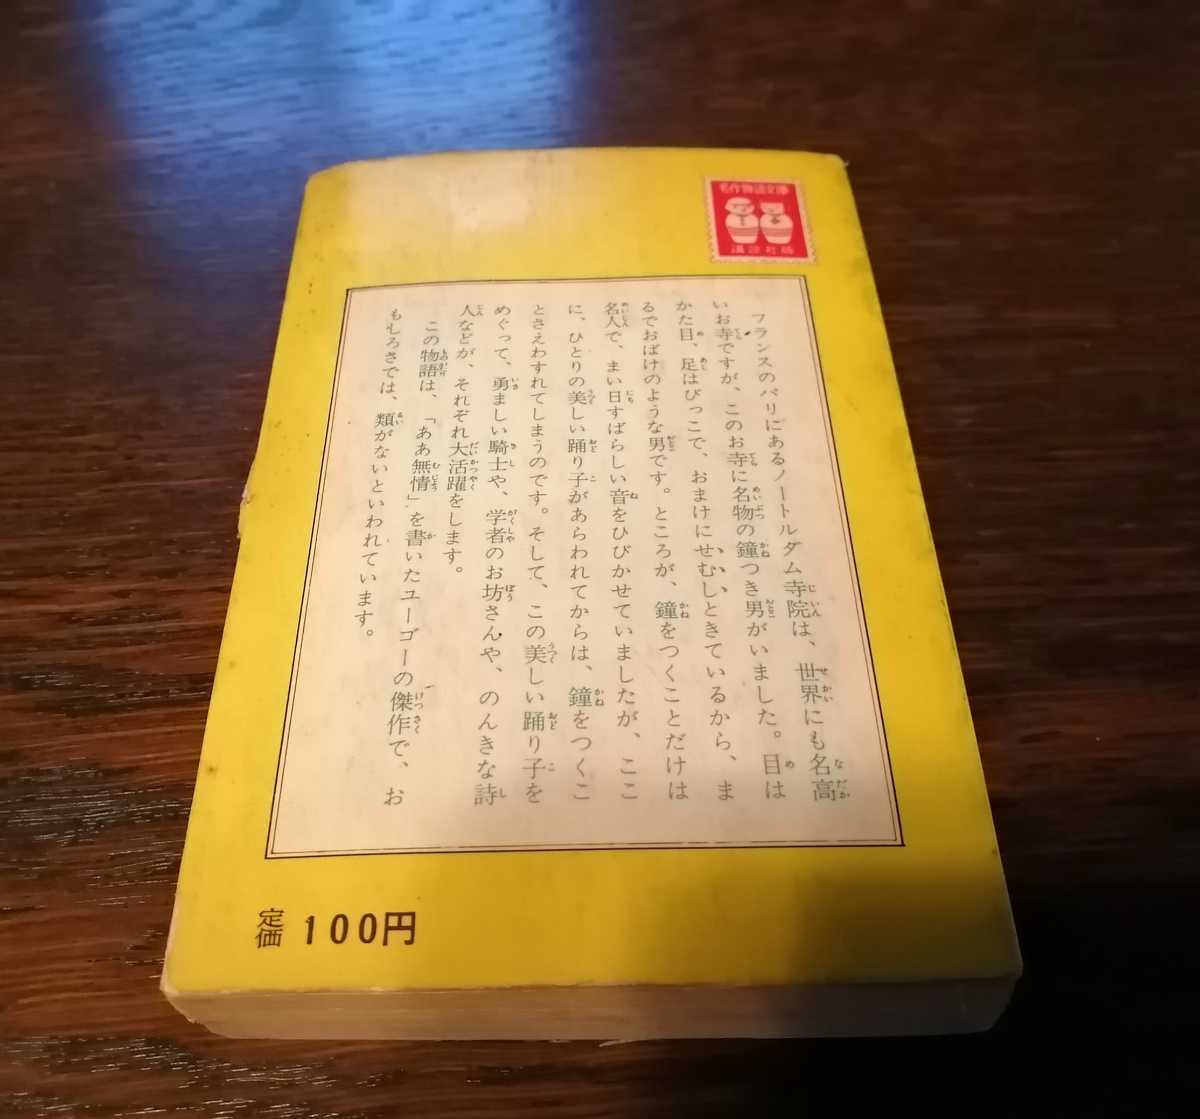 名作物語文庫
講談社版
フランスのパリにあるノートルダム寺院は、世界にも名高
いお寺ですが、このお寺に名物の鐘つき男がいました。目は
かた目、足はびっこで、おまけにせむしときているから、ま
るでおばけのような男です。ところが、鐘をつくことだけは
名人で、まい日すばらしい音をひびかせていましたが、ここ
に、ひとりの美しい踊り子があらわれてからは、鐘をつくこ
とさえわすれてしまうのです。そして、この美しい踊り子を
めぐって、勇ましい騎士や、学者のお坊さんや、のんきな詩
人などが、それぞれ大活躍をします。
この物語は、「ああ無情」を書いたユーゴーの傑作で、お
もしろさでは、類がないといわれています。
定価 100円